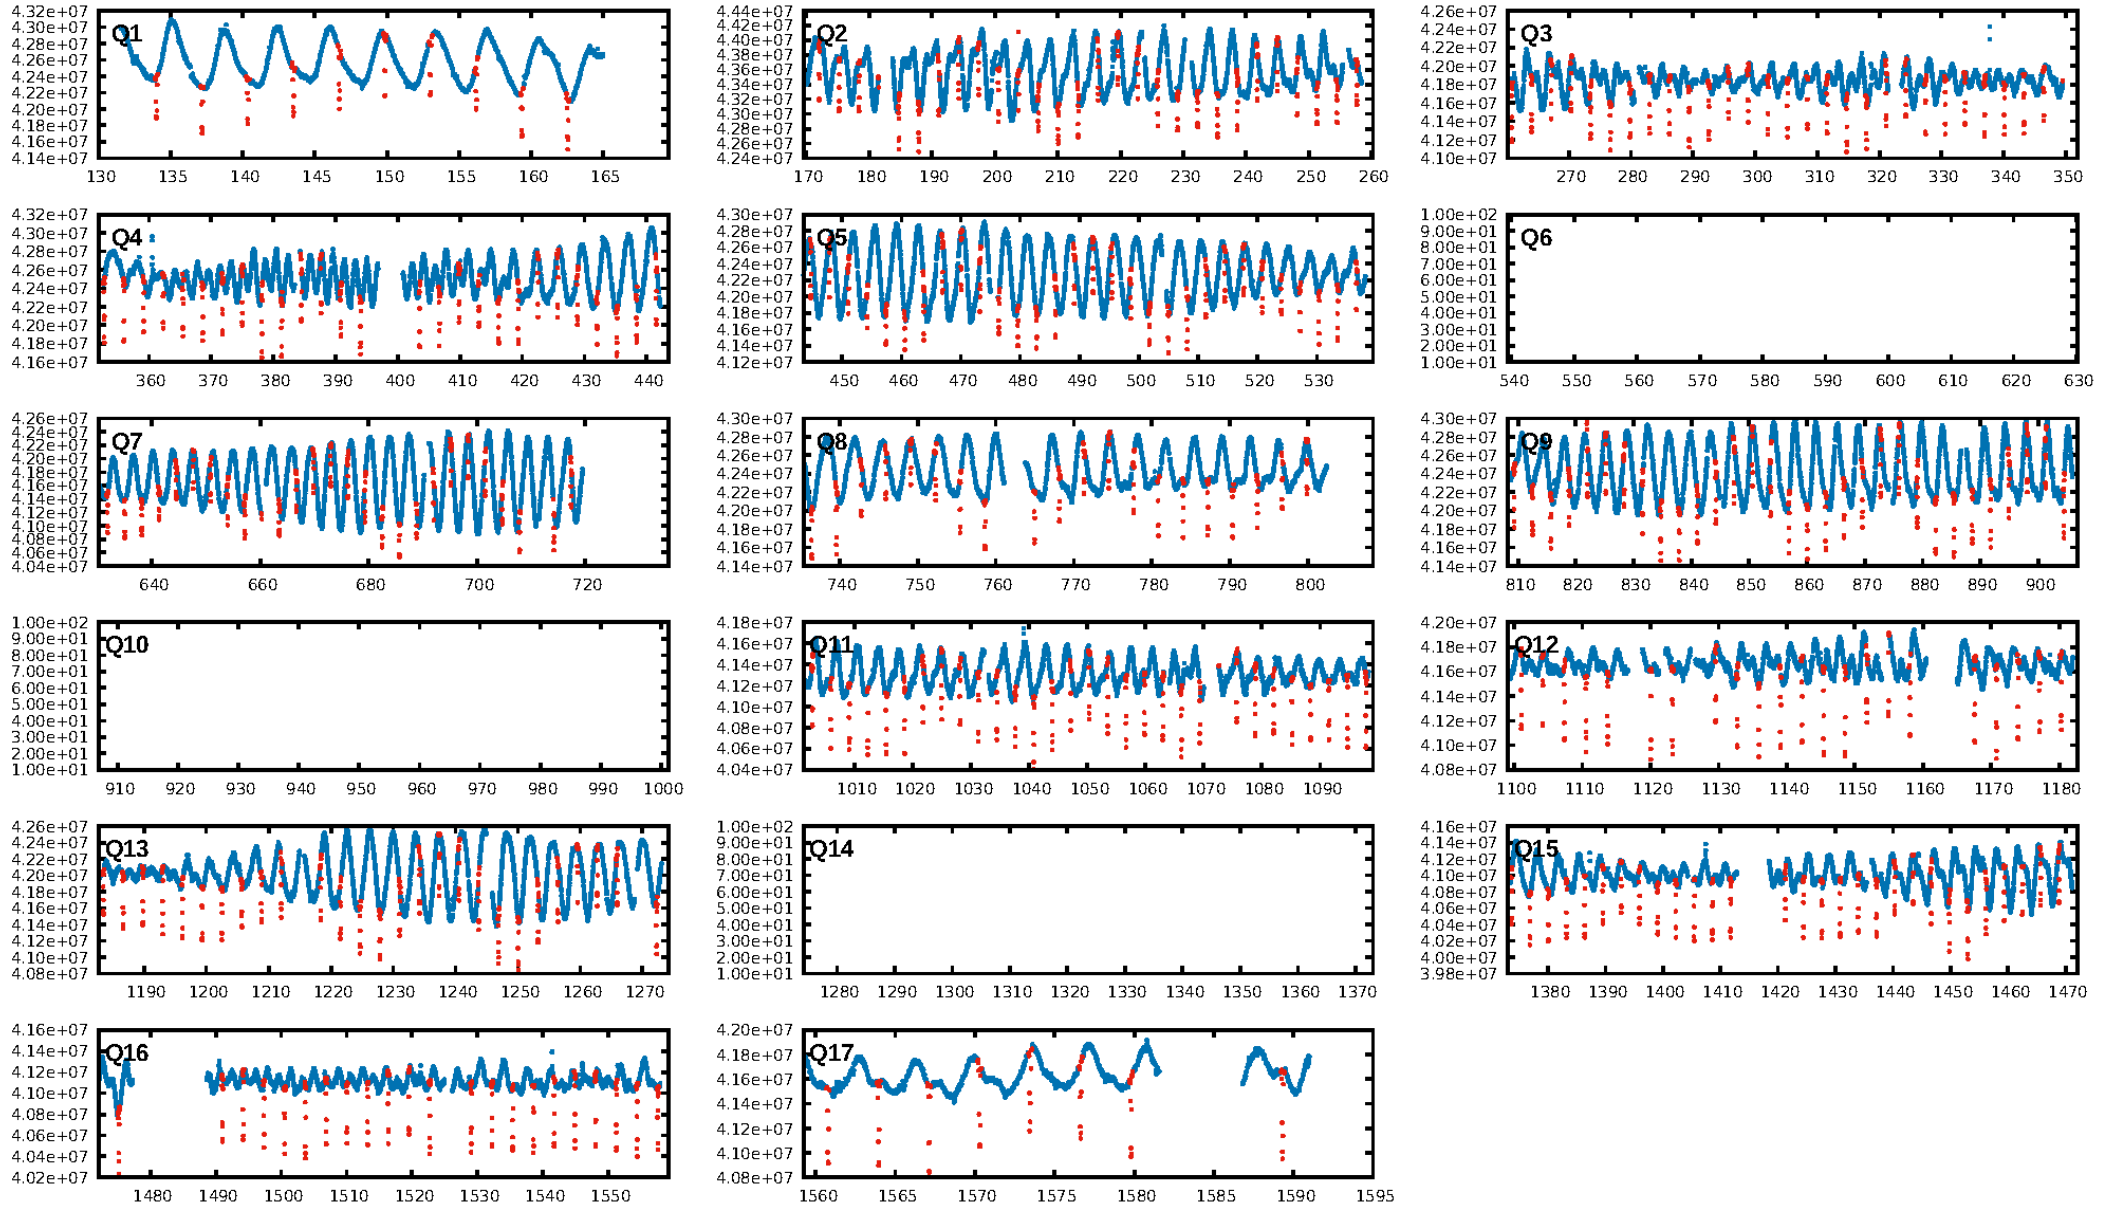 4.32e+07
4.30e+07
4.28e+07
4.26e+07
4.24e+07
4.22e+07
4.20e+07
4.18e+07
4.16e+07
4.14e+07
Q1
130 135 140 145 150 155 160 165
4.44e+07
4.42e+07
4.40e+07
4.38e+07
4.36e+07
4.34e+07
4.32e+07
4.30e+07
4.28e+07
4.26e+07
4.24e+07
Q2
170 180 190 200 210 220 230 240 250 260
4.26e+07
4.24e+07
4.22e+07
4.20e+07
4.18e+07
4.16e+07
4.14e+07
4.12e+07
4.10e+07
Q3
270 280 290 300 310 320 330 340 350
4.32e+07
4.30e+07
4.28e+07
4.26e+07
4.24e+07
4.22e+07
4.20e+07
4.18e+07
4.16e+07
Q4
360 370 380 390 400 410 420 430 440
4.30e+07
4.28e+07
4.26e+07
4.24e+07
4.22e+07
4.20e+07
4.18e+07
4.16e+07
4.14e+07
4.12e+07
Q5
450 460 470 480 490 500 510 520 530
1.00e+02
9.00e+01
8.00e+01
7.00e+01
6.00e+01
5.00e+01
4.00e+01
3.00e+01
2.00e+01
1.00e+01
Q6
540 550 560 570 580 590 600 610 620 630
4.26e+07
4.24e+07
4.22e+07
4.20e+07
4.18e+07
4.16e+07
4.14e+07
4.12e+07
4.10e+07
4.08e+07
4.06e+07
4.04e+07
Q7
640 660 680 700 720
4.30e+07
4.28e+07
4.26e+07
4.24e+07
4.22e+07
4.20e+07
4.18e+07
4.16e+07
4.14e+07
Q8
740 750 760 770 780 790 800
4.30e+07
4.28e+07
4.26e+07
4.24e+07
4.22e+07
4.20e+07
4.18e+07
4.16e+07
4.14e+07
Q9
810 820 830 840 850 860 870 880 890 900
1.00e+02
9.00e+01
8.00e+01
7.00e+01
6.00e+01
5.00e+01
4.00e+01
3.00e+01
2.00e+01
1.00e+01
Q10
910 920 930 940 950 960 970 980 990 1000
4.18e+07
4.16e+07
4.14e+07
4.12e+07
4.10e+07
4.08e+07
4.06e+07
4.04e+07
Q11
1010 1020 1030 1040 1050 1060 1070 1080 1090
4.20e+07
4.18e+07
4.16e+07
4.14e+07
4.12e+07
4.10e+07
4.08e+07
Q12
1100 1110 1120 1130 1140 1150 1160 1170 1180
4.26e+07
4.24e+07
4.22e+07
4.20e+07
4.18e+07
4.16e+07
4.14e+07
4.12e+07
4.10e+07
4.08e+07
Q13
1190 1200 1210 1220 1230 1240 1250 1260 1270
1.00e+02
9.00e+01
8.00e+01
7.00e+01
6.00e+01
5.00e+01
4.00e+01
3.00e+01
2.00e+01
1.00e+01
Q14
1280 1290 1300 1310 1320 1330 1340 1350 1360 1370
4.16e+07
4.14e+07
4.12e+07
4.10e+07
4.08e+07
4.06e+07
4.04e+07
4.02e+07
4.00e+07
3.98e+07
Q15
1380 1390 1400 1410 1420 1430 1440 1450 1460 1470
4.16e+07
4.14e+07
4.12e+07
4.10e+07
4.08e+07
4.06e+07
4.04e+07
4.02e+07
Q16
1480 1490 1500 1510 1520 1530 1540 1550
4.20e+07
4.18e+07
4.16e+07
4.14e+07
4.12e+07
4.10e+07
4.08e+07
Q17
1560 1565 1570 1575 1580 1585 1590 1595